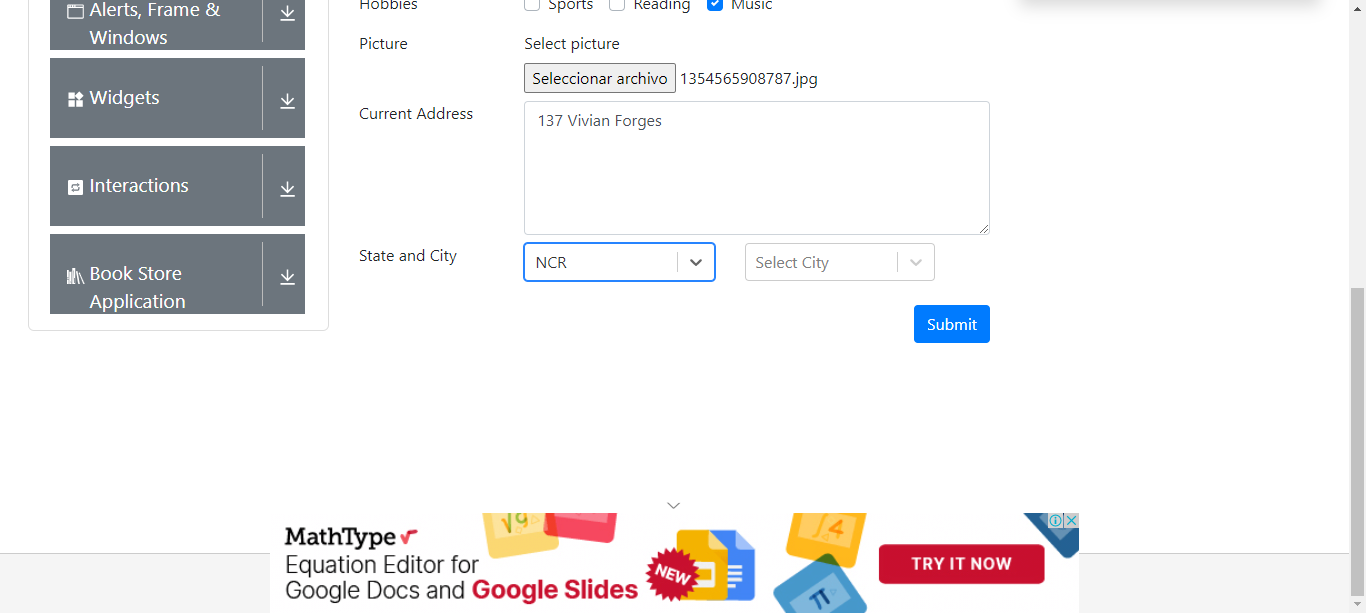 Alerts, Frame &
Windows
Widgets
Interactions
Book Store
Application
Hobbies
Sports Reading Music
Picture
Select picture
Seleccionar archivo 1354565908787.jpg
Current Address
137 Vivian Forges
State and City
NCR
Select City
Submit
MathType
Equation Editor for
Google Docs and Google Slides
NEW
TRY IT NOW
√9
√4
π